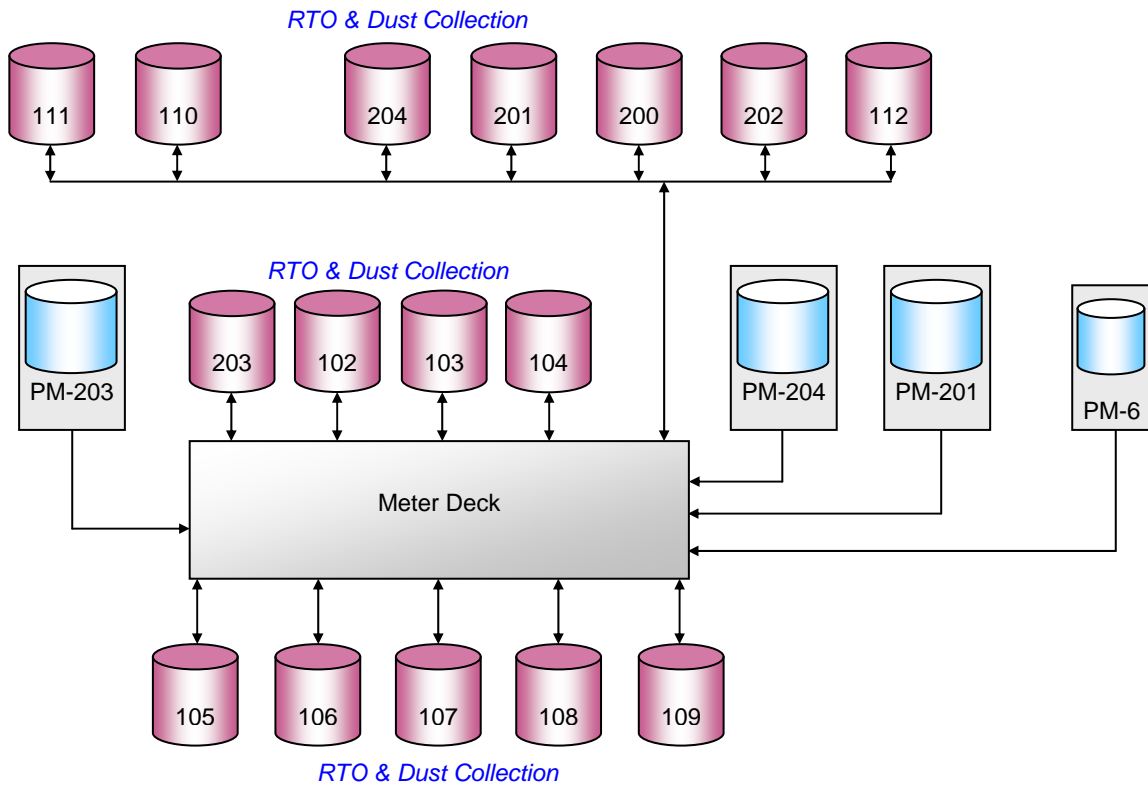 RTO & Dust Collection
111 110 204 201 200 202 112
RTO & Dust Collection
203 102 103 104
PM-203 PM-204 PM-201 PM-6
Meter Deck
105 106 107 108 109
RTO & Dust Collection